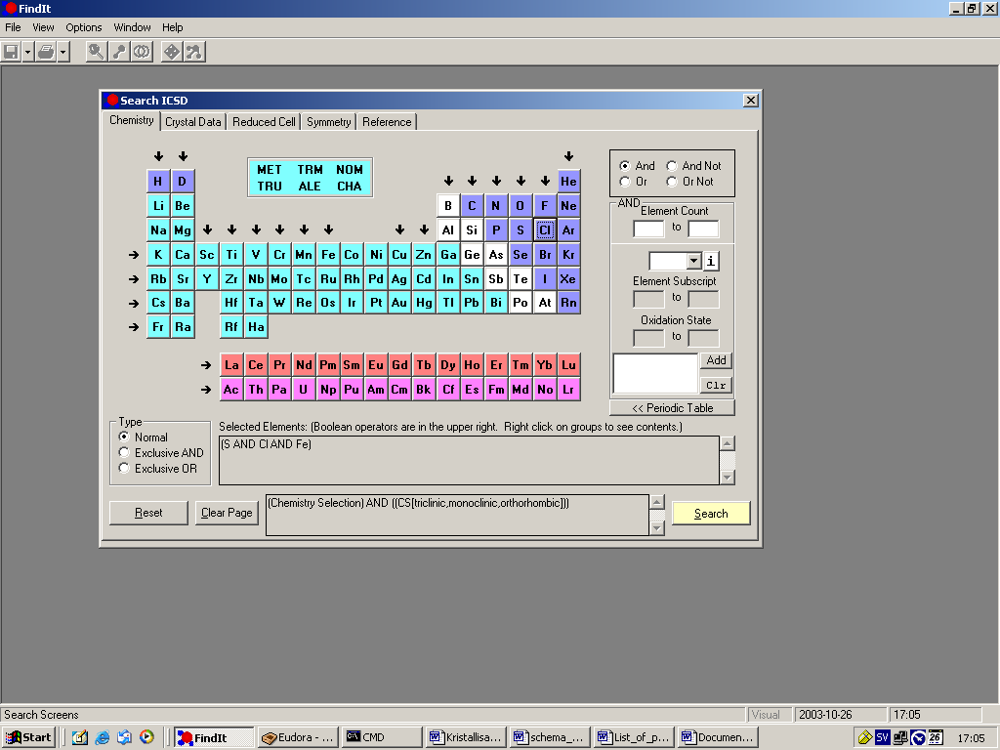 FindIt
File View Options Window Help
Search ICSD
Chemistry Crystal Data Reduced Cell Symmetry Reference
MET TRM NOM
TRU ALE CHA
H D He
Li Be B C N O F Ne
Na Mg Al Si P S Cl Ar
K Ca Sc Ti V Cr Mn Fe Co Ni Cu Zn Ga Ge As Se Br Kr
Rb Sr Y Zr Nb Mo Tc Ru Rh Pd Ag Cd In Sn Sb Te I Xe
Cs Ba Hf Ta W Re Os Ir Pt Au Hg Tl Pb Bi Po At Rn
Fr Ra Rf Ha
La Ce Pr Nd Pm Sm Eu Gd Tb Dy Ho Er Tm Yb Lu
Ac Th Pa U Np Pu Am Cm Bk Cf Es Fm Md No Lr
And And Not
Or Or Not
AND
Element Count
to
i
Element Subscript
to
Oxidation State
to
Add
Clr
<< Periodic Table
Type
Normal
Exclusive AND
Exclusive OR
Selected Elements: (Boolean operators are in the upper right. Right click on groups to see contents.)
(S AND Cl AND Fe)
Reset Clear Page
(Chemistry Selection) AND ((CS[triclinic,monoclinic,orthorhombic]))
Search
Search Screens Visual 2003-10-26 17:05
Start FindIt Eudora - ... CMD Kristallisa... schema_... List_of_p... Documen... SV 26 17:05